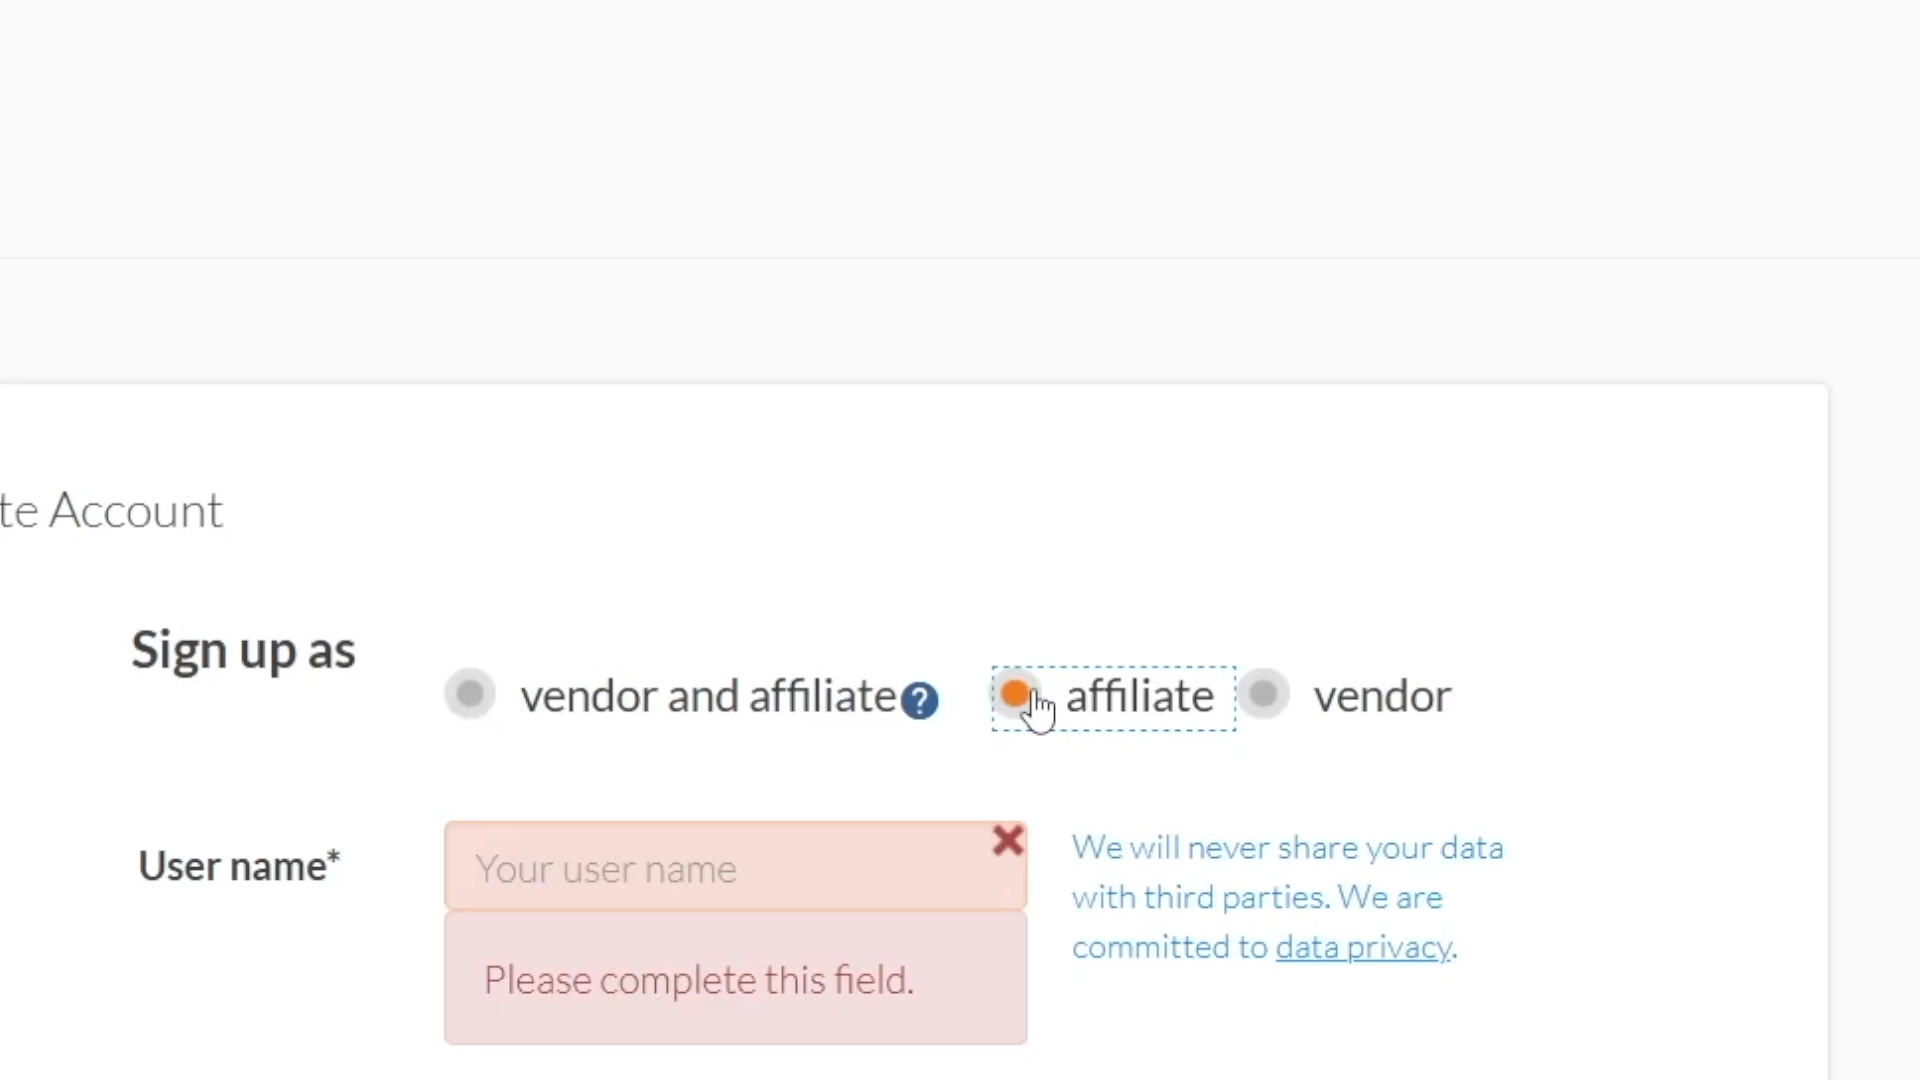 te Account
Sign up as
vendor and affiliate ? affiliate vendor
User name*
Your user name
Please complete this field.
We will never share your data
with third parties. We are
committed to data privacy.